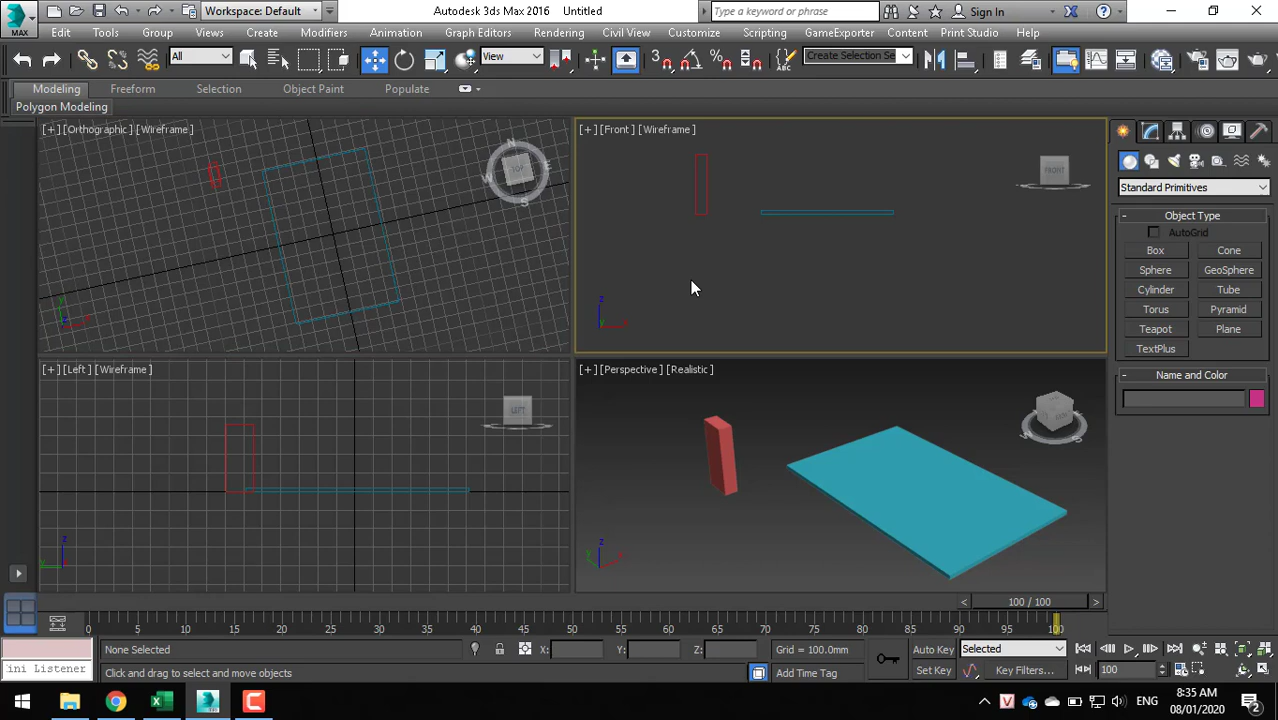 Workspace: Default
Autodesk 3ds Max 2016 Untitled
Type a keyword or phrase
Sign In
MAX
Edit Tools Group Views Create Modifiers Animation Graph Editors Rendering Civil View Customize Scripting GameExporter Content Print Studio Help
All
View
3
%
Create Selection Se
Modeling Freeform Selection Object Paint Populate
Polygon Modeling
[+] [Orthographic] [Wireframe]
[+] [Front] [Wireframe]
TOP
N
E
S
W
FRONT
Standard Primitives
Object Type
AutoGrid
Box Cone
Sphere GeoSphere
Cylinder Tube
Torus Pyramid
Teapot Plane
TextPlus
Name and Color
[+] [Left] [Wireframe]
[+] [Perspective] [Realistic]
LEFT
z
100 / 100
0 5 10 15 20 25 30 35 40 45 50 55 60 65 70 75 80 85 90 95 100
None Selected
X: Y: Z:
Grid = 100.0mm
Auto Key
Selected
ini Listener
Click and drag to select and move objects
Add Time Tag
Set Key
Key Filters...
100
ENG
8:35 AM
08/01/2020
2